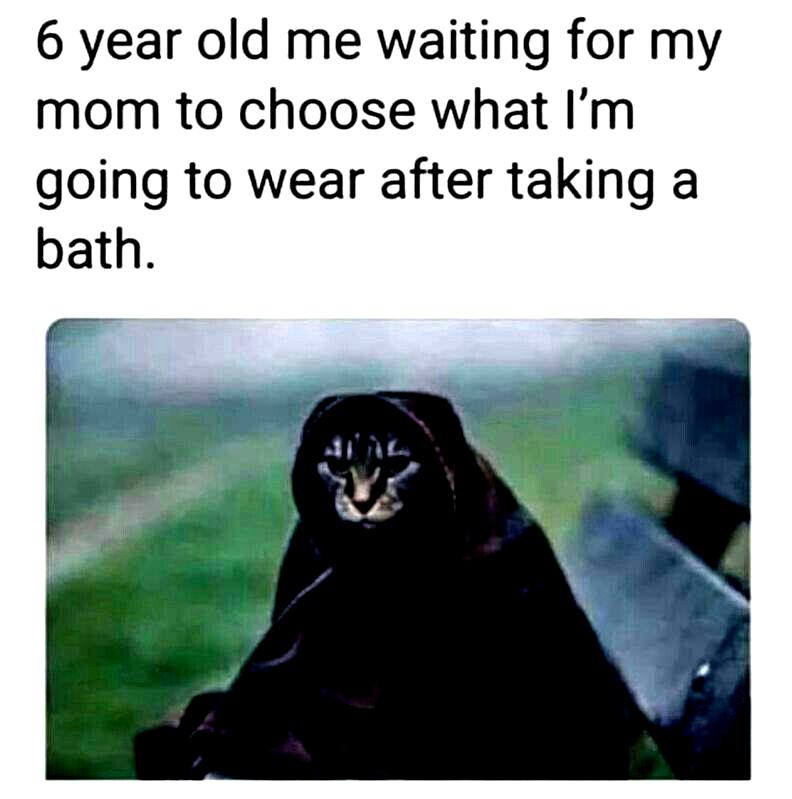 6 year old me waiting for my
mom to choose what I’m
going to wear after taking a
bath.